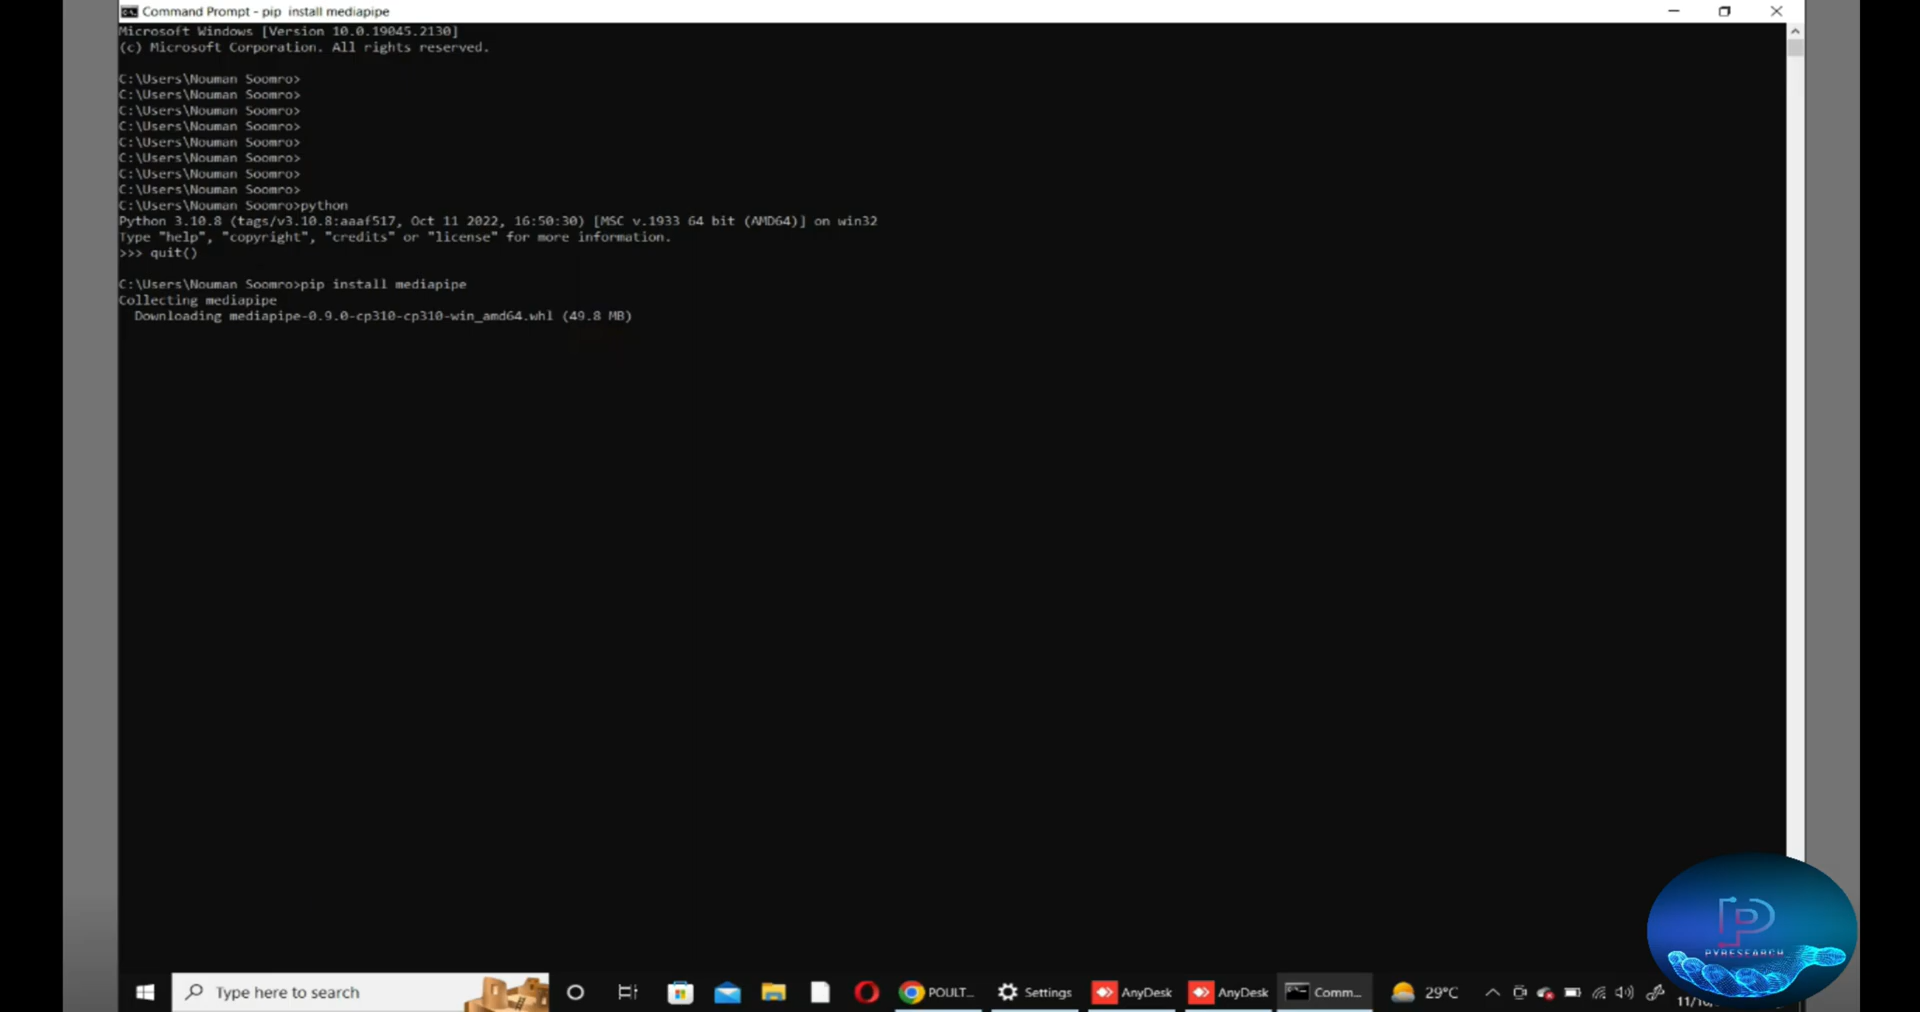 Command Prompt - pip  install mediapipe
Microsoft Windows [Version 10.0.19045.2130]
(c) Microsoft Corporation. All rights reserved.
C:\Users\Nouman Soomro>
C:\Users\Nouman Soomro>
C:\Users\Nouman Soomro>
C:\Users\Nouman Soomro>
C:\Users\Nouman Soomro>
C:\Users\Nouman Soomro>
C:\Users\Nouman Soomro>
C:\Users\Nouman Soomro>
C:\Users\Nouman Soomro>python
Python 3.10.8 (tags/v3.10.8:aaaf517, Oct 11 2022, 16:50:30) [MSC v.1933 64 bit (AMD64)] on win32
Type "help", "copyright", "credits" or "license" for more information.
>>> quit()
C:\Users\Nouman Soomro>pip install mediapipe
Collecting mediapipe
  Downloading mediapipe-0.9.0-cp310-cp310-win_amd64.whl (49.8 MB)
PYRESEARCH
Type here to search
POULT...
Settings
AnyDesk
AnyDesk
Comm...
29°C